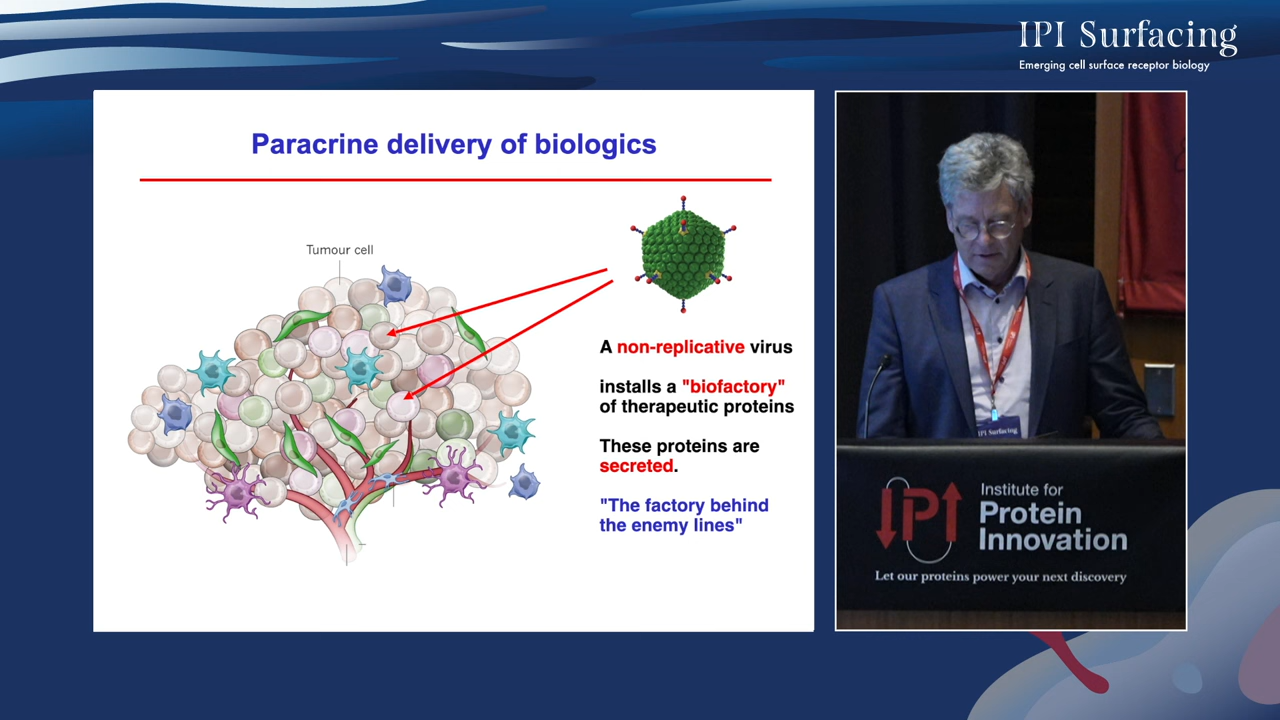 IPI Surfacing
Emerging cell surface receptor biology
Paracrine delivery of biologics
Tumour cell
A non-replicative virus
installs a "biofactory"
of therapeutic proteins
These proteins are
secreted.
"The factory behind
the enemy lines"
IPI Surfacing
IPI
Institute for
Protein
Innovation
Let our proteins power your next discovery